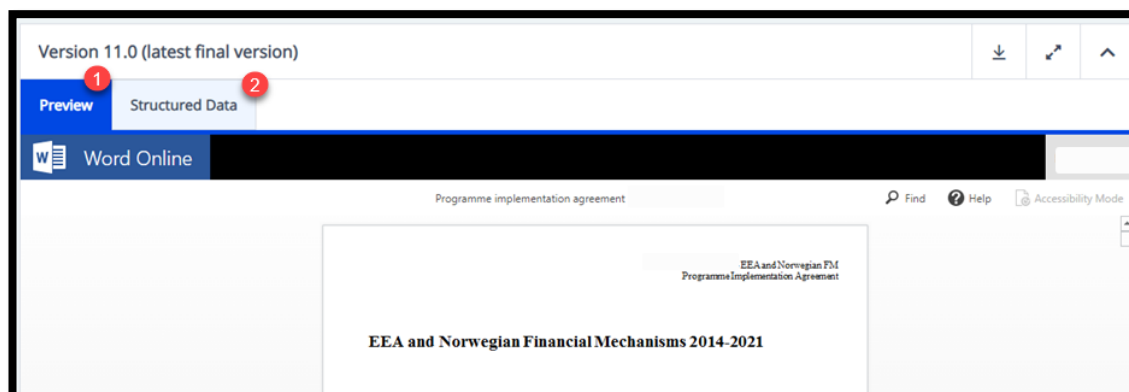 Version 11.0 (latest final version)
1
2
Preview
Structured Data
W
Word Online
Programme implementation agreement
Find
Help
Accessibility Mode
EEA and Norwegian FM
Programme Implementation Agreement
EEA and Norwegian Financial Mechanisms 2014-2021